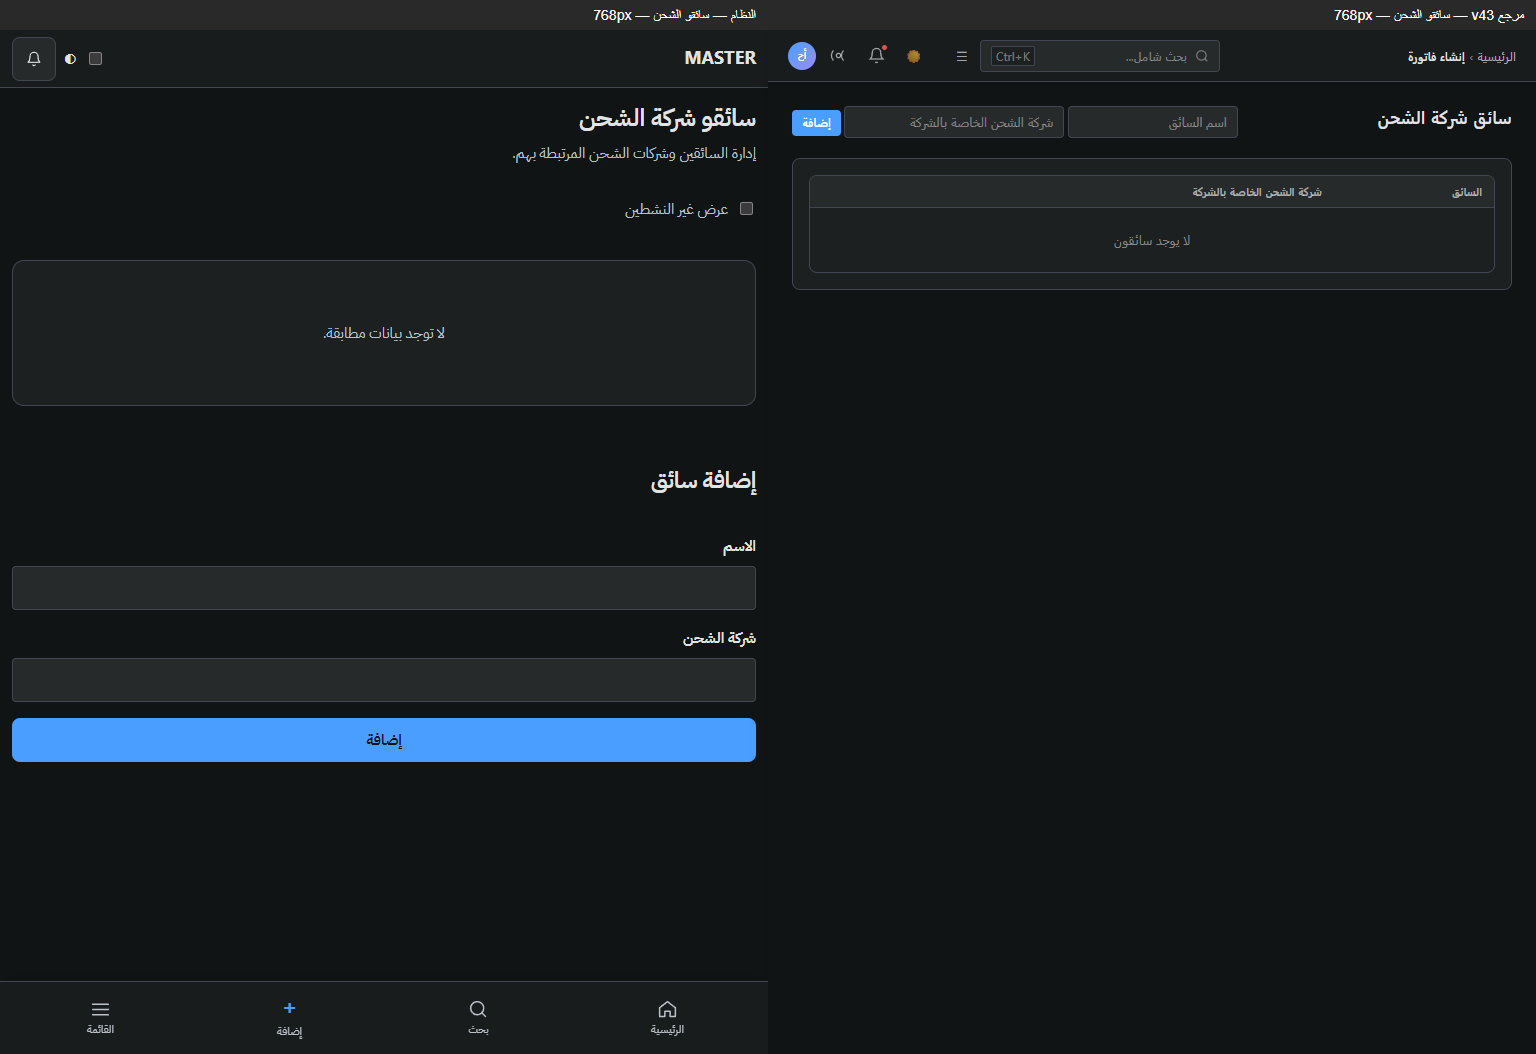 مرجع v43 — سائقو الشحن — 768px
الرئيسية › إنشاء فاتورة
بحث شامل...
Ctrl+K
☰
أح
سائق شركة الشحن
اسم السائق
شركة الشحن الخاصة بالشركة
إضافة
السائق
شركة الشحن الخاصة بالشركة
لا يوجد سائقون
النظام — سائقو الشحن — 768px
MASTER
سائقو شركة الشحن
إدارة السائقين وشركات الشحن المرتبطة بهم.
عرض غير النشطين
لا توجد بيانات مطابقة.
إضافة سائق
الاسم
شركة الشحن
إضافة
الرئيسية
بحث
+
إضافة
القائمة